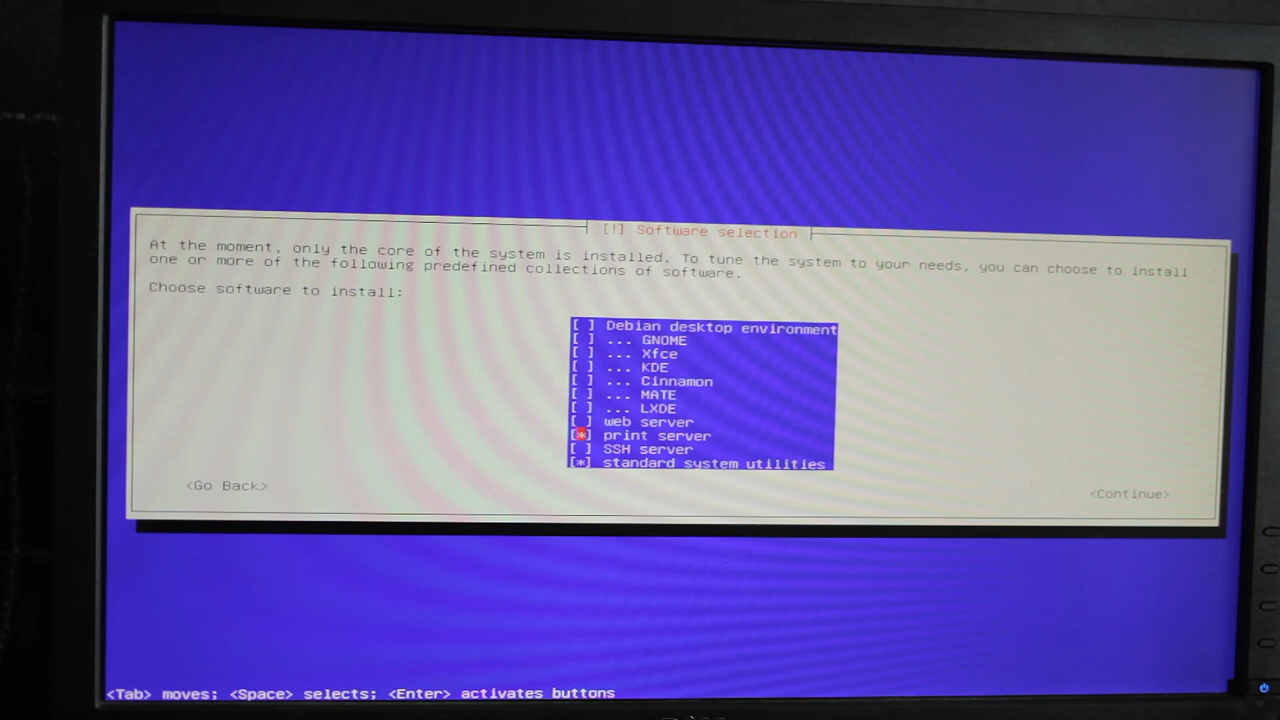 [!] Software selection
At the moment, only the core of the system is installed. To tune the system to your needs, you can choose to install
one or more of the following predefined collections of software.
Choose software to install:
[ ] Debian desktop environment
[ ] ... GNOME
[ ] ... Xfce
[ ] ... KDE
[ ] ... Cinnamon
[ ] ... MATE
[ ] ... LXDE
[ ] web server
[*] print server
[ ] SSH server
[*] standard system utilities
<Go Back>
<Continue>
<Tab> moves; <Space> selects; <Enter> activates buttons